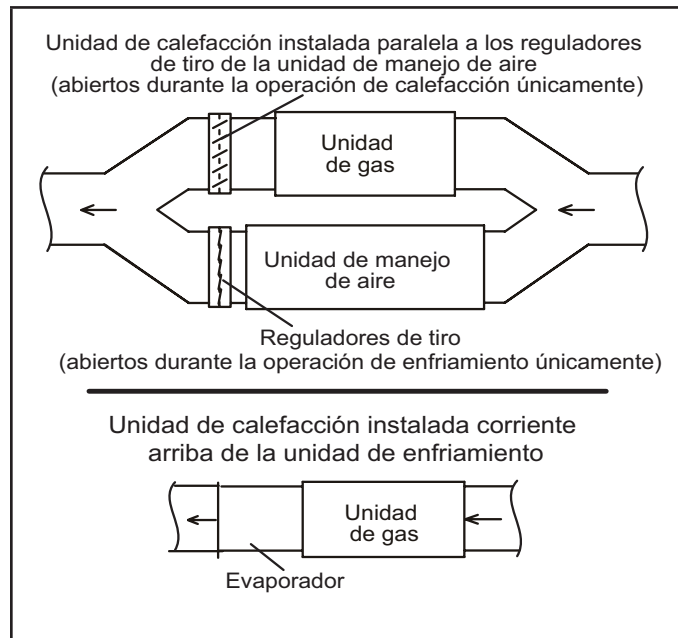 Unidad de calefacción instalada paralela a los reguladores
de tiro de la unidad de manejo de aire
(abiertos durante la operación de calefacción únicamente)
Unidad
de gas
Unidad de manejo
de aire
Reguladores de tiro
(abiertos durante la operación de enfriamiento únicamente)
Unidad de calefacción instalada corriente
arriba de la unidad de enfriamiento
Unidad
de gas
Evaporador